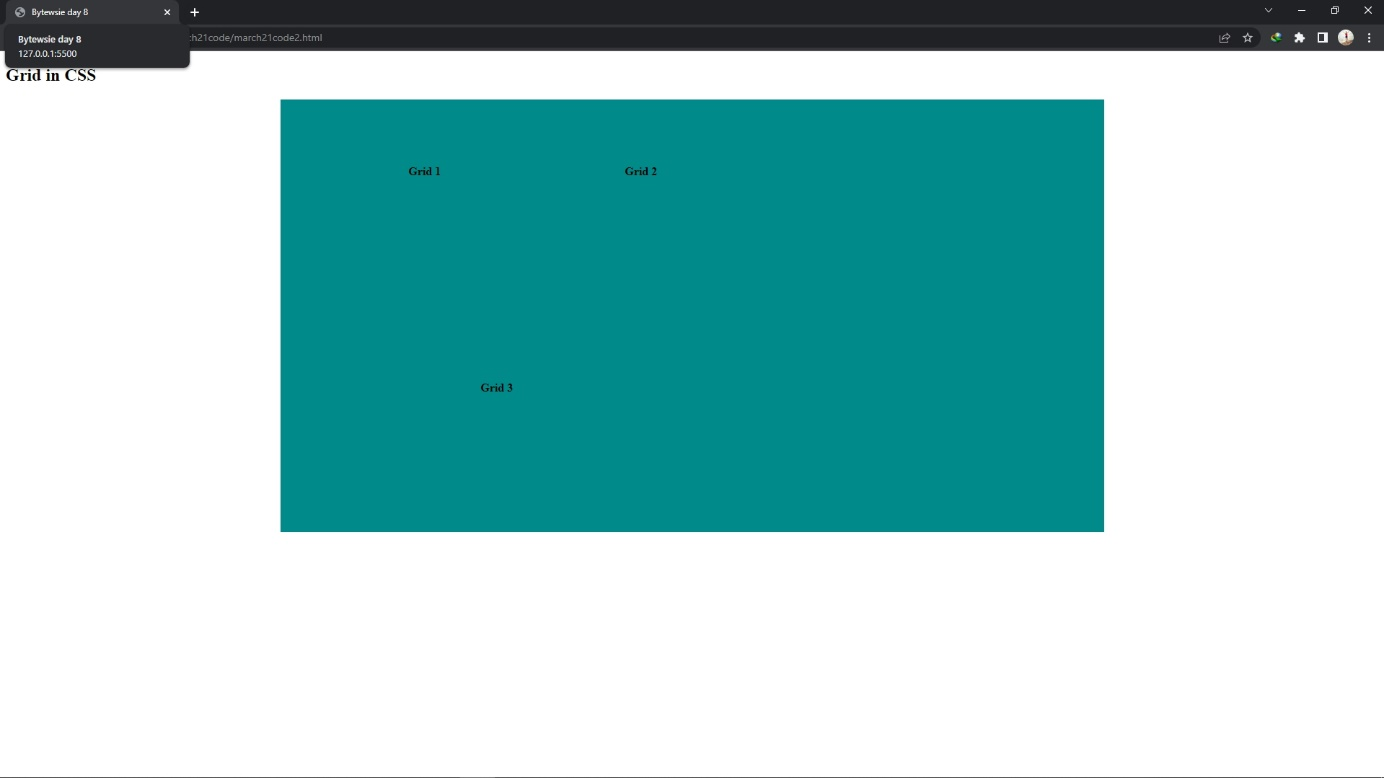 Bytewsie day 8
Bytewsie day 8
127.0.0.1:5500
ch21code/march21code2.html
Grid in CSS
Grid 1 Grid 2
Grid 3